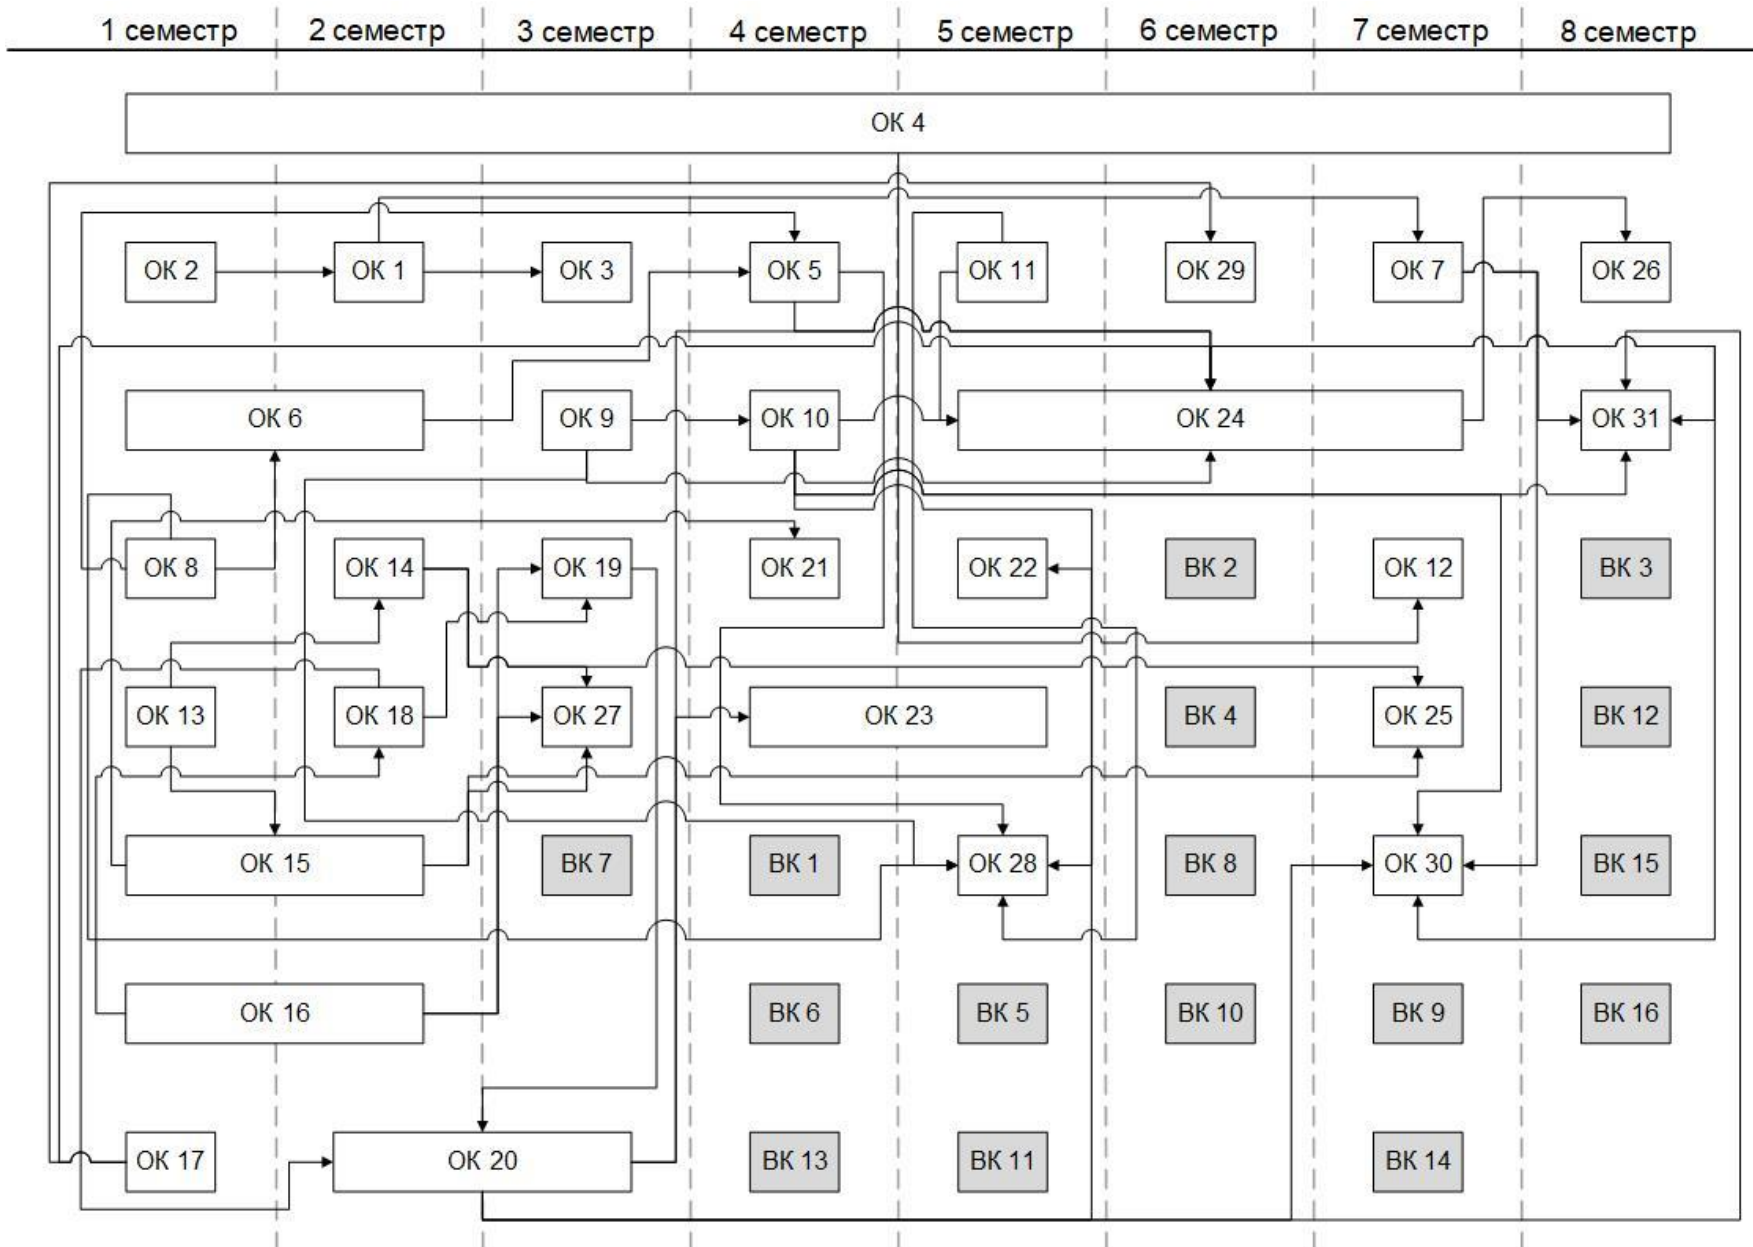 1 семестр 2 семестр 3 семестр 4 семестр 5 семестр 6 семестр 7 семестр 8 семестр
ОК 4
ОК 2 ОК 1 ОК 3 ОК 5 ОК 11 ОК 29 ОК 7 ОК 26
ОК 6 ОК 9 ОК 10 ОК 24 ОК 31
ОК 8 ОК 14 ОК 19 ОК 21 ОК 22 ВК 2 ОК 12 ВК 3
ОК 13 ОК 18 ОК 27 ОК 23 ВК 4 ОК 25 ВК 12
ОК 15 ВК 7 ВК 1 ОК 28 ВК 8 ОК 30 ВК 15
ОК 16 ВК 6 ВК 5 ВК 10 ВК 9 ВК 16
ОК 17 ОК 20 ВК 13 ВК 11 ВК 14